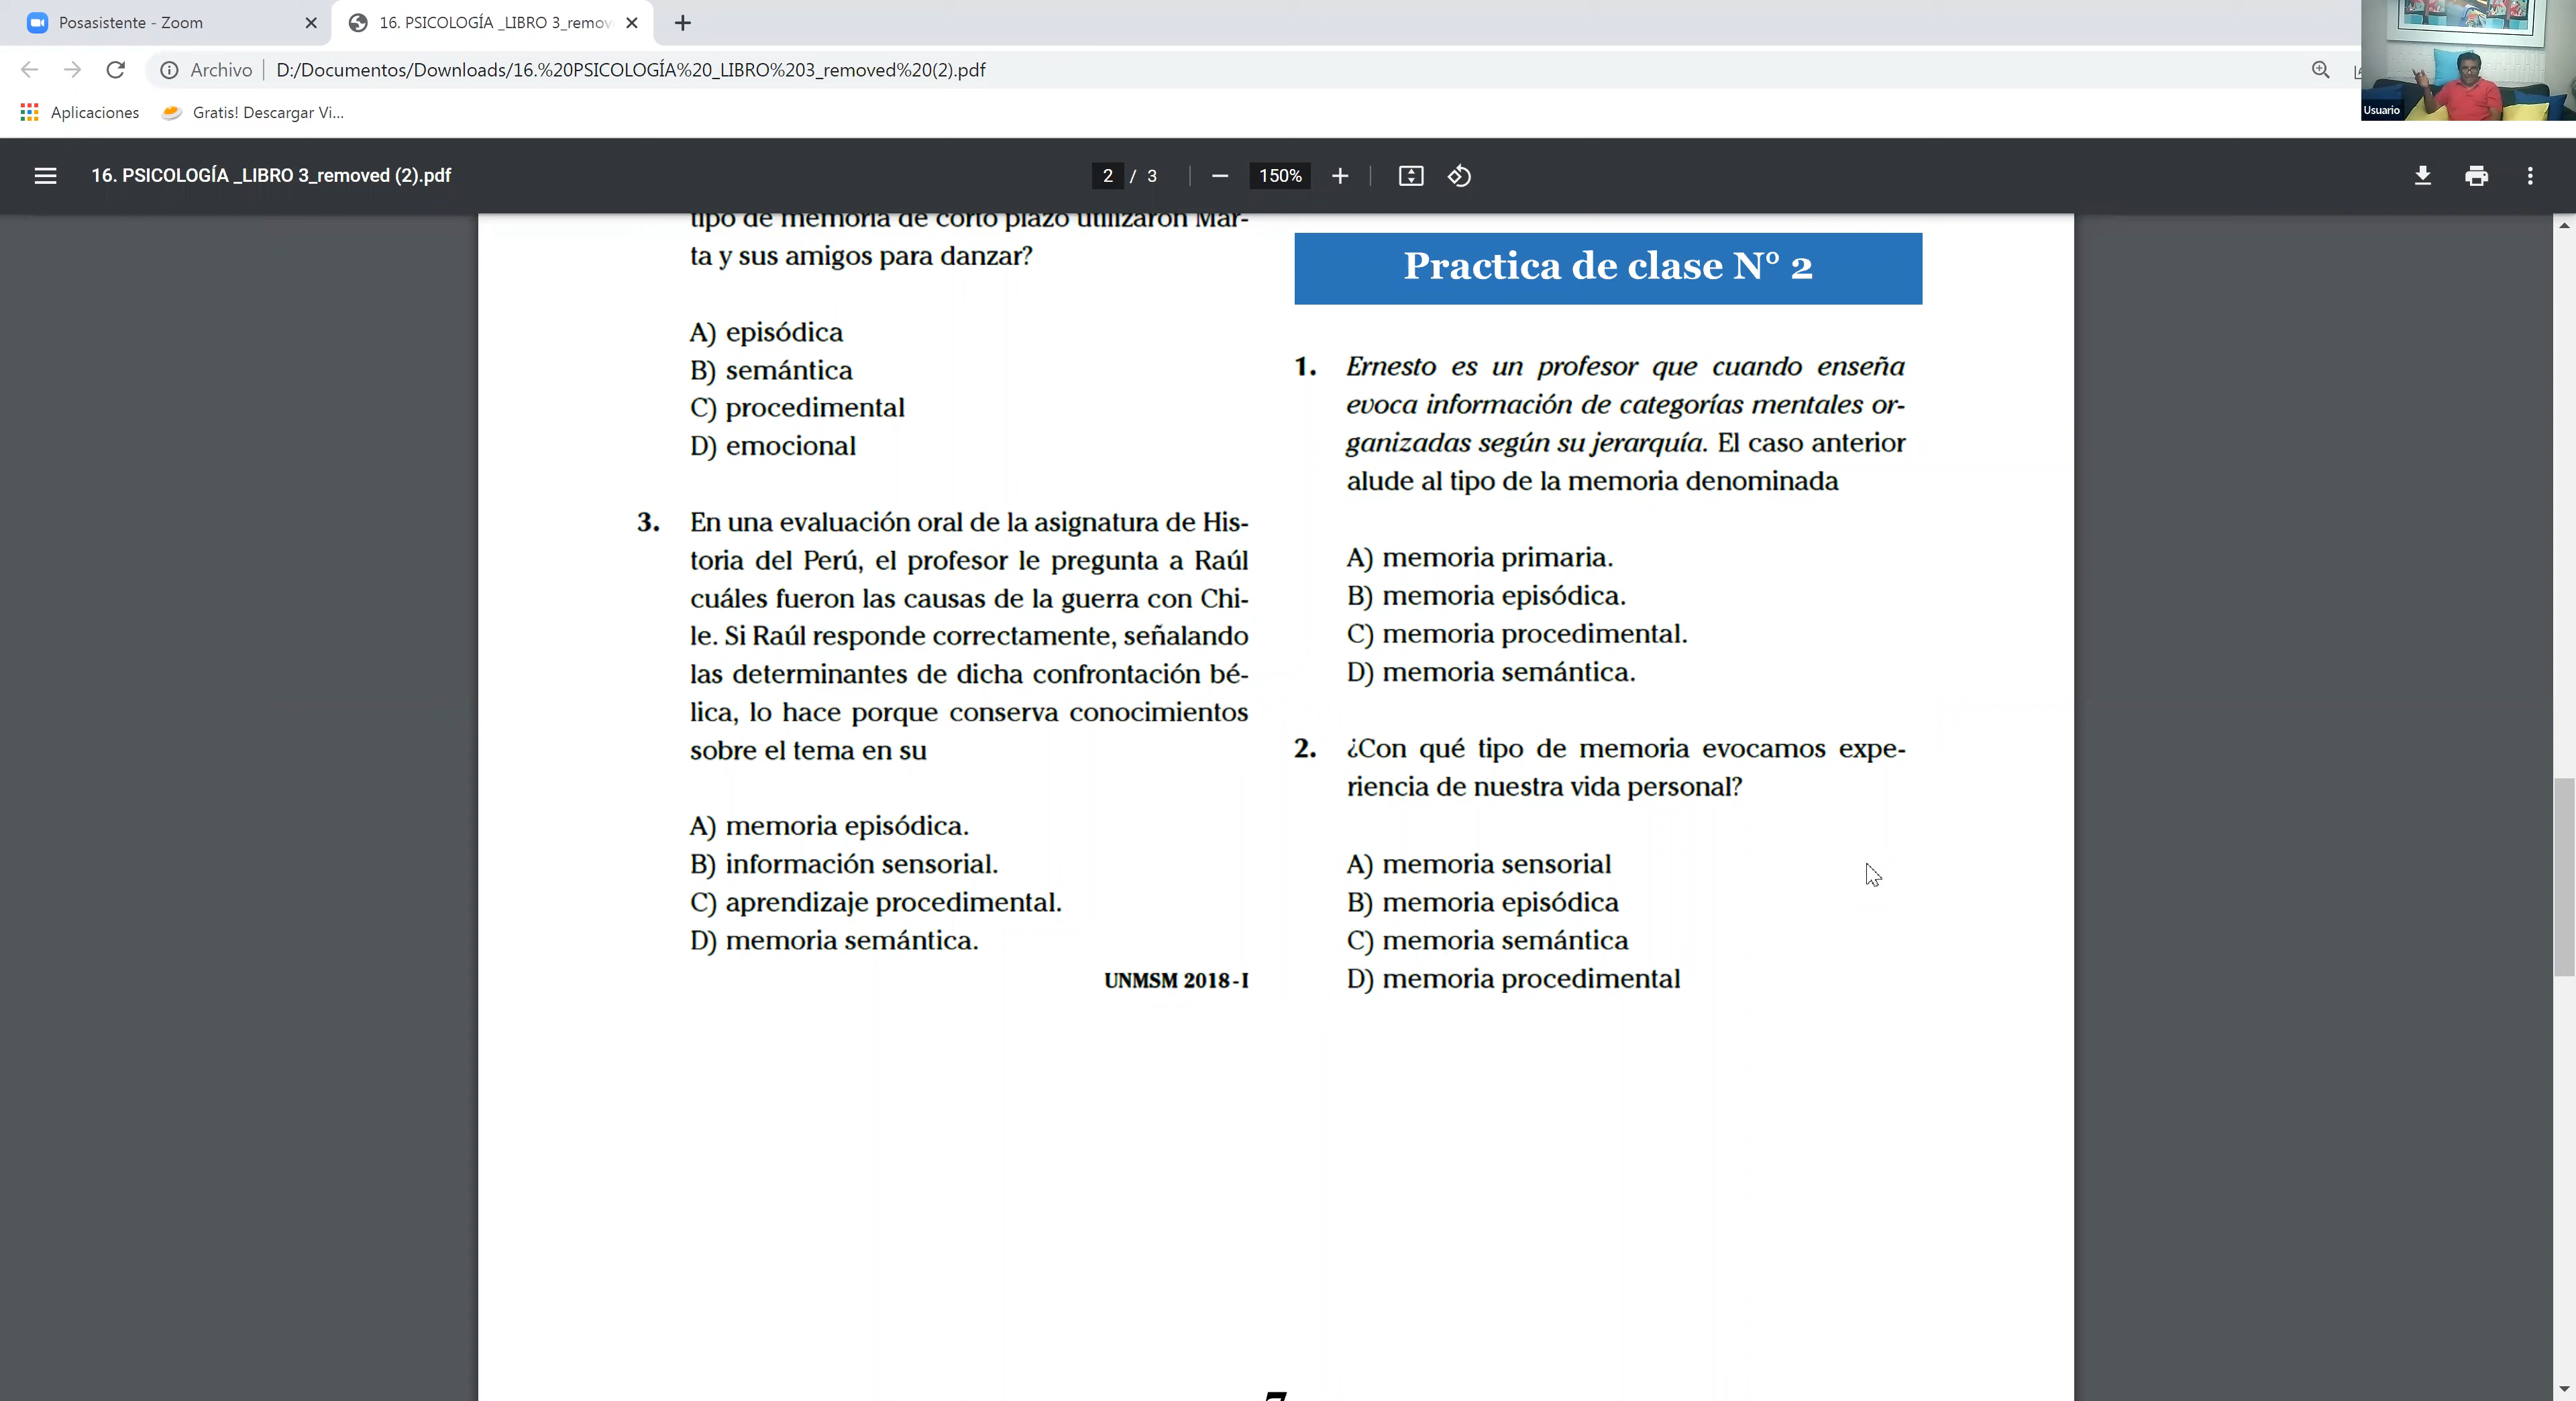 Posasistente - Zoom
16. PSICOLOGÍA _LIBRO 3_remov
Archivo
D:/Documentos/Downloads/16.%20PSICOLOGÍA%20_LIBRO%203_removed%20(2).pdf
Aplicaciones
Gratis! Descargar Vi...
Usuario
16. PSICOLOGÍA _LIBRO 3_removed (2).pdf
2 / 3
150%
tipo de memoria de corto plazo utilizaron Mar-
ta y sus amigos para danzar?
A) episódica
B) semántica
C) procedimental
D) emocional
3. En una evaluación oral de la asignatura de His-
toria del Perú, el profesor le pregunta a Raúl
cuáles fueron las causas de la guerra con Chi-
le. Si Raúl responde correctamente, señalando
las determinantes de dicha confrontación bé-
lica, lo hace porque conserva conocimientos
sobre el tema en su
A) memoria episódica.
B) información sensorial.
C) aprendizaje procedimental.
D) memoria semántica.
UNMSM 2018-I
Practica de clase N° 2
1. Ernesto es un profesor que cuando enseña
evoca información de categorías mentales or-
ganizadas según su jerarquía. El caso anterior
alude al tipo de la memoria denominada
A) memoria primaria.
B) memoria episódica.
C) memoria procedimental.
D) memoria semántica.
2. ¿Con qué tipo de memoria evocamos expe-
riencia de nuestra vida personal?
A) memoria sensorial
B) memoria episódica
C) memoria semántica
D) memoria procedimental